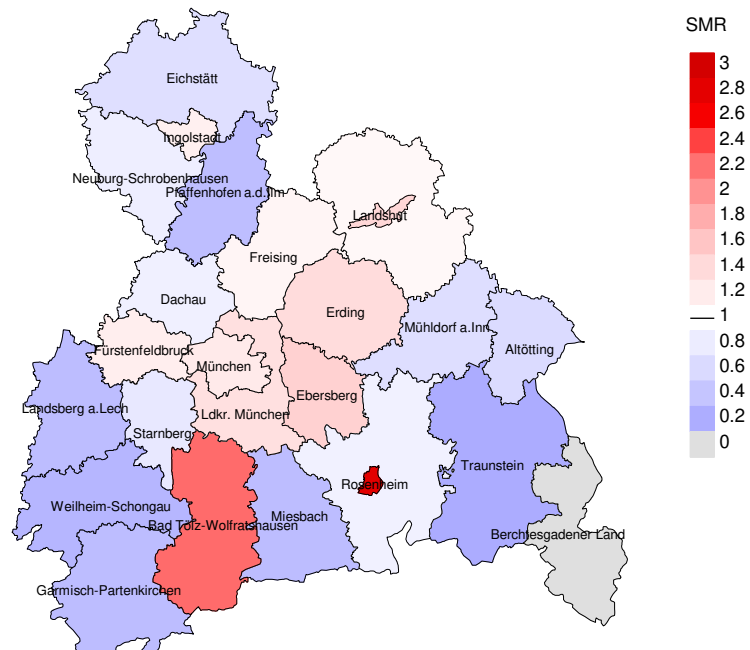 SMR
3
2.8
2.6
2.4
2.2
2
1.8
1.6
1.4
1.2
1
0.8
0.6
0.4
0.2
0
Eichstätt
Ingolstadt
Neuburg-Schrobenhausen
Pfaffenhofen a.d.Ilm
Landshut
Freising
Dachau
Erding
Mühldorf a.Inn
Altötting
Fürstenfeldbruck
München
Ebersberg
Landsberg a.Lech
Ldkr. München
Starnberg
Traunstein
Rosenheim
Weilheim-Schongau
Miesbach
Bad Tölz-Wolfratshausen
Berchtesgadener Land
Garmisch-Partenkirchen